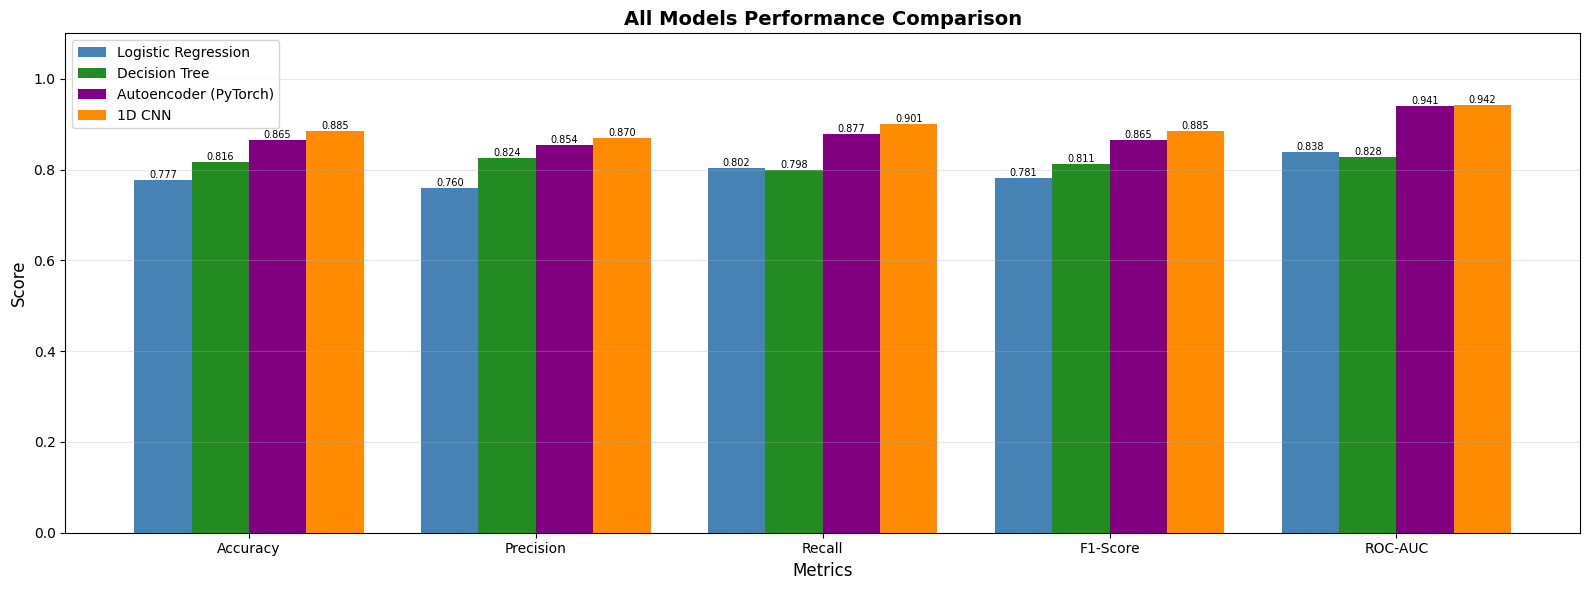 All Models Performance Comparison
Logistic Regression
Decision Tree
Autoencoder (PyTorch)
1D CNN
Score
1.0
0.8
0.6
0.4
0.2
0.0
0.777
0.816
0.865
0.885
0.760
0.824
0.854
0.870
0.802
0.798
0.877
0.901
0.781
0.811
0.865
0.885
0.838
0.828
0.941
0.942
Accuracy
Precision
Recall
F1-Score
ROC-AUC
Metrics